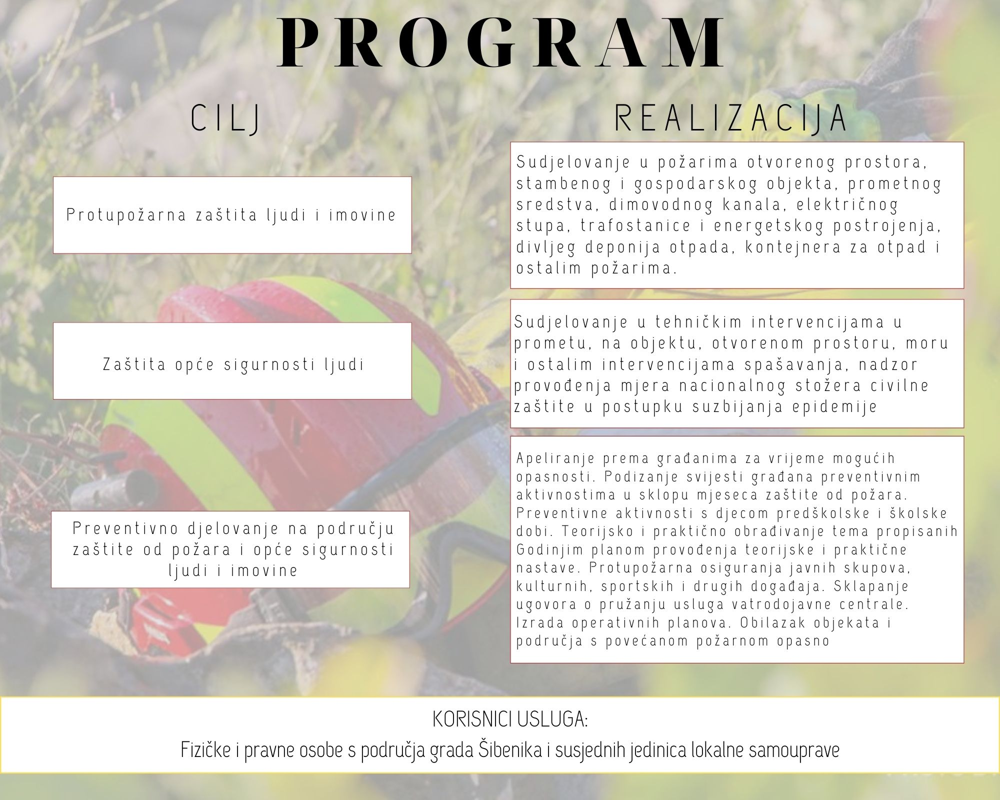 PROGRAM
CILJ
REALIZACIJA
Protupožarna zaštita ljudi i imovine
Sudjelovanje u požarima otvorenog prostora,
stambenog i gospodarskog objekta, prometnog
sredstva, dimovodnog kanala, električnog
stupa, trafostanice i energetskog postrojenja,
divljeg deponija otpada, kontejnera za otpad i
ostalim požarima.
Zaštita opće sigurnosti ljudi
Sudjelovanje u tehničkim intervencijama u
prometu, na objektu, otvorenom prostoru, moru
i ostalim intervencijama spašavanja, nadzor
provođenja mjera nacionalnog stožera civilne
zaštite u postupku suzbijanja epidemije
Preventivno djelovanje na području
zaštite od požara i opće sigurnosti
ljudi i imovine
Apeliranje prema građanima za vrijeme mogućih
opasnosti. Podizanje svijesti građana preventivnim
aktivnostima u sklopu mjeseca zaštite od požara.
Preventivne aktivnosti s djecom predškolske i školske
dobi. Teorijsko i praktično obrađivanje tema propisanih
Godinjim planom provođenja teorijske i praktične
nastave. Protupožarna osiguranja javnih skupova,
kulturnih, sportskih i drugih događaja. Sklapanje
ugovora o pružanju usluga vatrodojavne centrale.
Izrada operativnih planova. Obilazak objekata i
područja s povećanom požarnom opasno
KORISNICI USLUGA:
Fizičke i pravne osobe s područja grada Šibenika i susjednih jedinica lokalne samouprave